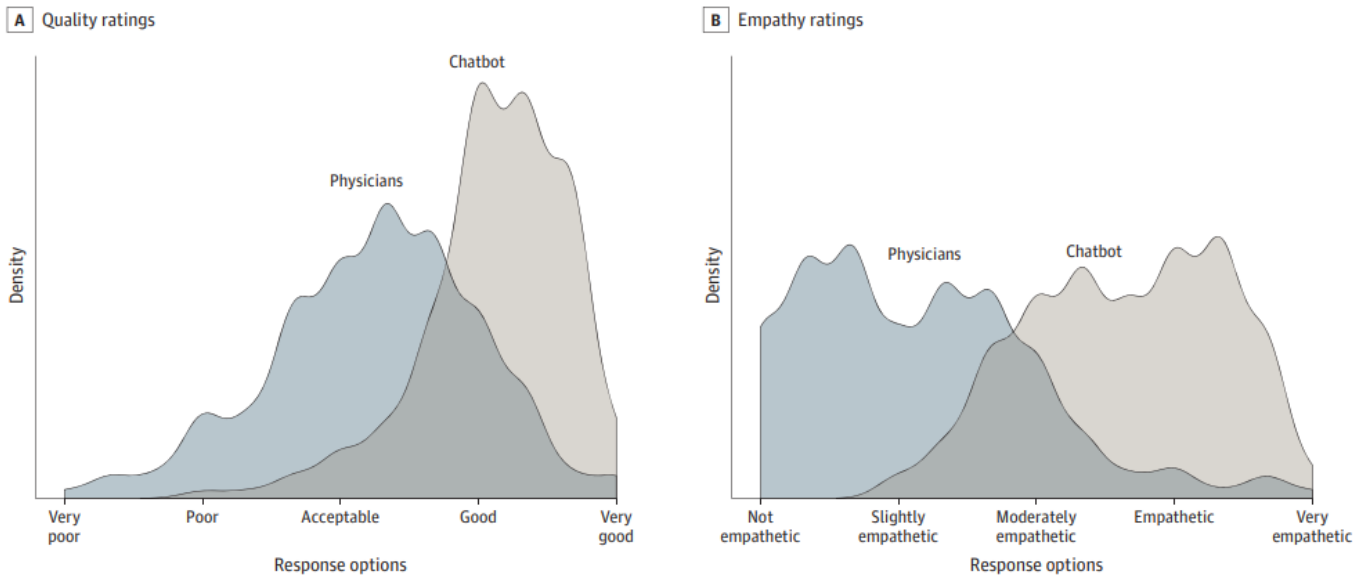 A Quality ratings
Chatbot
Physicians
Density
Very
poor
Poor
Acceptable
Good
Very
good
Response options
B Empathy ratings
Physicians
Chatbot
Density
Not
empathetic
Slightly
empathetic
Moderately
empathetic
Empathetic
Very
empathetic
Response options